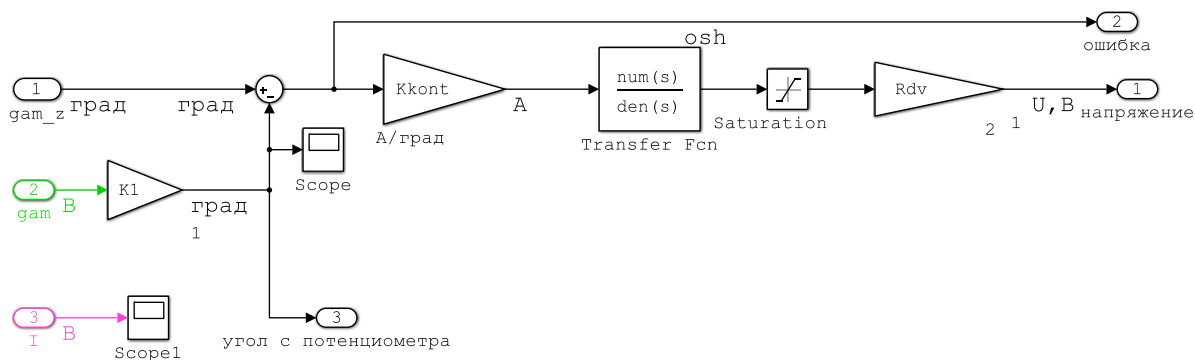 2
ошибка
osh
1
gam_z
град
град
+
-
Kkont
А/град
А
num(s)
den(s)
Transfer Fcn
Saturation
Rdv
2
1
U,В
1
напряжение
Scope
2
gam
В
K1
град
1
3
I
В
Scope1
3
угол с потенциометра